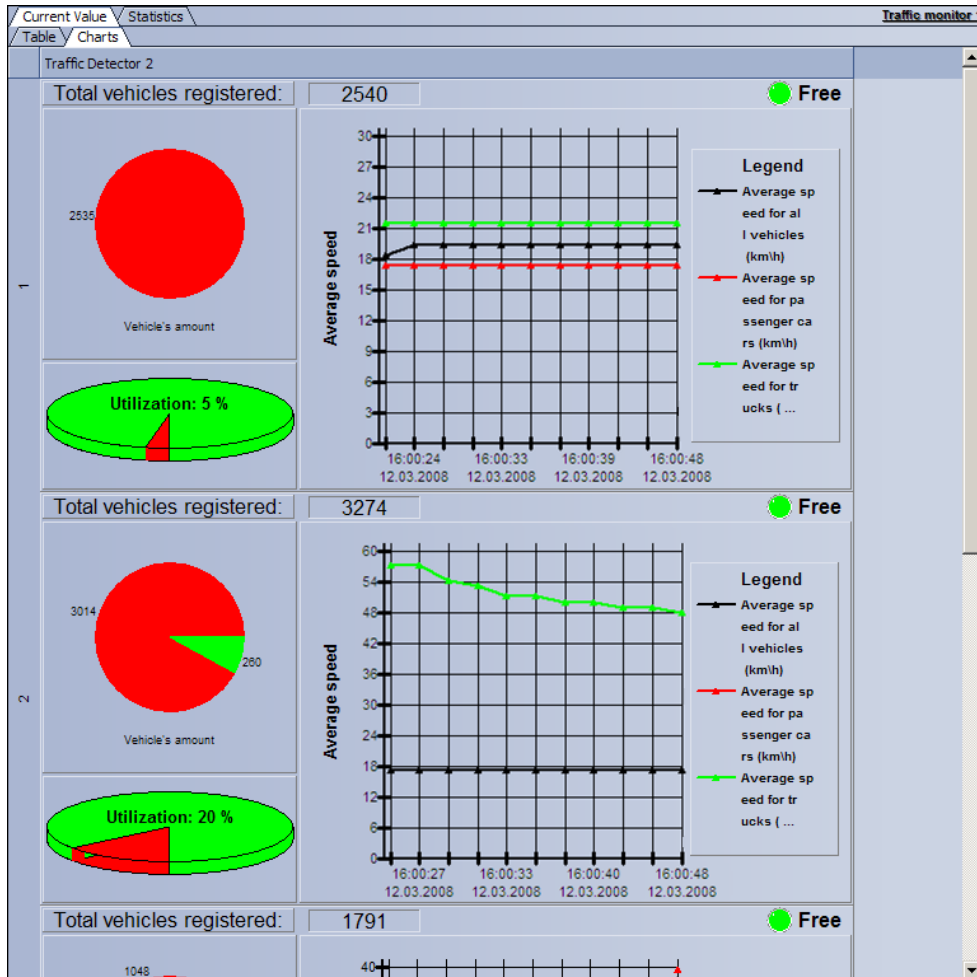 Current Value Statistics Traffic monitor
Table Charts
Traffic Detector 2
1
Total vehicles registered: 2540 Free
2535
Vehicle's amount
Utilization: 5 %
Average speed
30
27
24
21
18
15
12
9
6
3
0
16:00:24 16:00:33 16:00:39 16:00:48
12.03.2008 12.03.2008 12.03.2008 12.03.2008
Legend
Average sp
eed for al
l vehicles
(km\h)
Average sp
eed for pa
ssenger ca
rs (km\h)
Average sp
eed for tr
ucks ( ...
2
Total vehicles registered: 3274 Free
3014
260
Vehicle's amount
Utilization: 20 %
Average speed
60
54
48
42
36
30
24
18
12
6
0
16:00:27 16:00:33 16:00:40 16:00:48
12.03.2008 12.03.2008 12.03.2008 12.03.2008
Legend
Average sp
eed for al
l vehicles
(km\h)
Average sp
eed for pa
ssenger ca
rs (km\h)
Average sp
eed for tr
ucks ( ...
Total vehicles registered: 1791 Free
1048
40